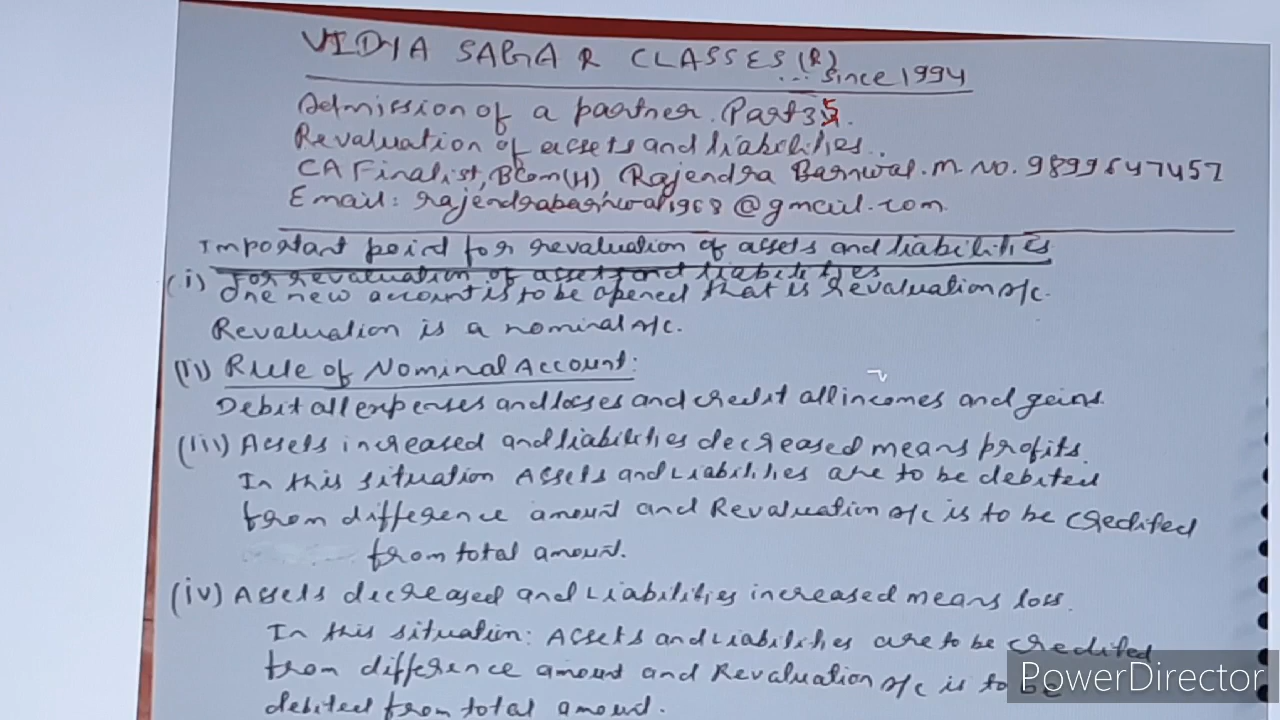 VIDYA SAGAR CLASSES (R)
... since 1994
Admission of a partner. Part 35.
Revaluation of assets and liabilities.
CA Finalist, BCom(H), Rajendra Barnwal. M. No. 9899647457
Email: rajendrabarnwal1968@gmail.com
Important point for revaluation of assets and liabilities
(i) For revaluation of assets and liabilities
One new account is to be opened that is revaluation A/c.
Revaluation is a nominal A/c.
(ii) Rule of Nominal Account:
Debit all expenses and losses and credit all incomes and gains.
(iii) Assets increased and liabilities decreased means profits.
In this situation Assets and Liabilities are to be debited
from difference amount and Revaluation A/c is to be credited
from total amount.
(iv) Assets decreased and Liabilities increased means loss.
In this situation: Assets and Liabilities are to be credited
from difference amount and Revaluation A/c is to be
debited from total amount.
PowerDirector